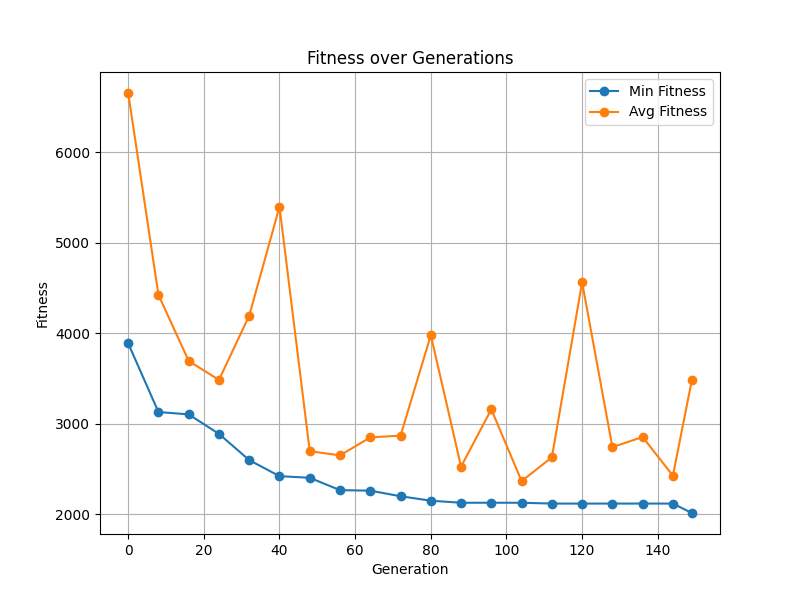 Fitness over Generations
Min Fitness
Avg Fitness
Fitness
6000
5000
4000
3000
2000
0 20 40 60 80 100 120 140
Generation